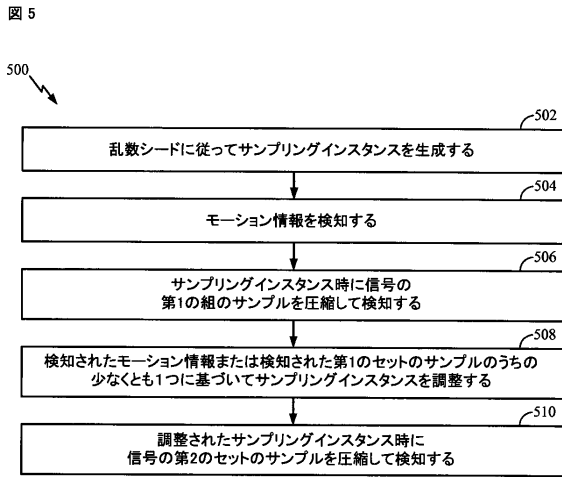 図 5
500
502
乱数シードに従ってサンプリングインスタンスを生成する
504
モーション情報を検知する
506
サンプリングインスタンス時に信号の
第1の組のサンプルを圧縮して検知する
508
検知されたモーション情報または検知された第1のセットのサンプルのうちの
少なくとも1つに基づいてサンプリングインスタンスを調整する
510
調整されたサンプリングインスタンス時に
信号の第2のセットのサンプルを圧縮して検知する